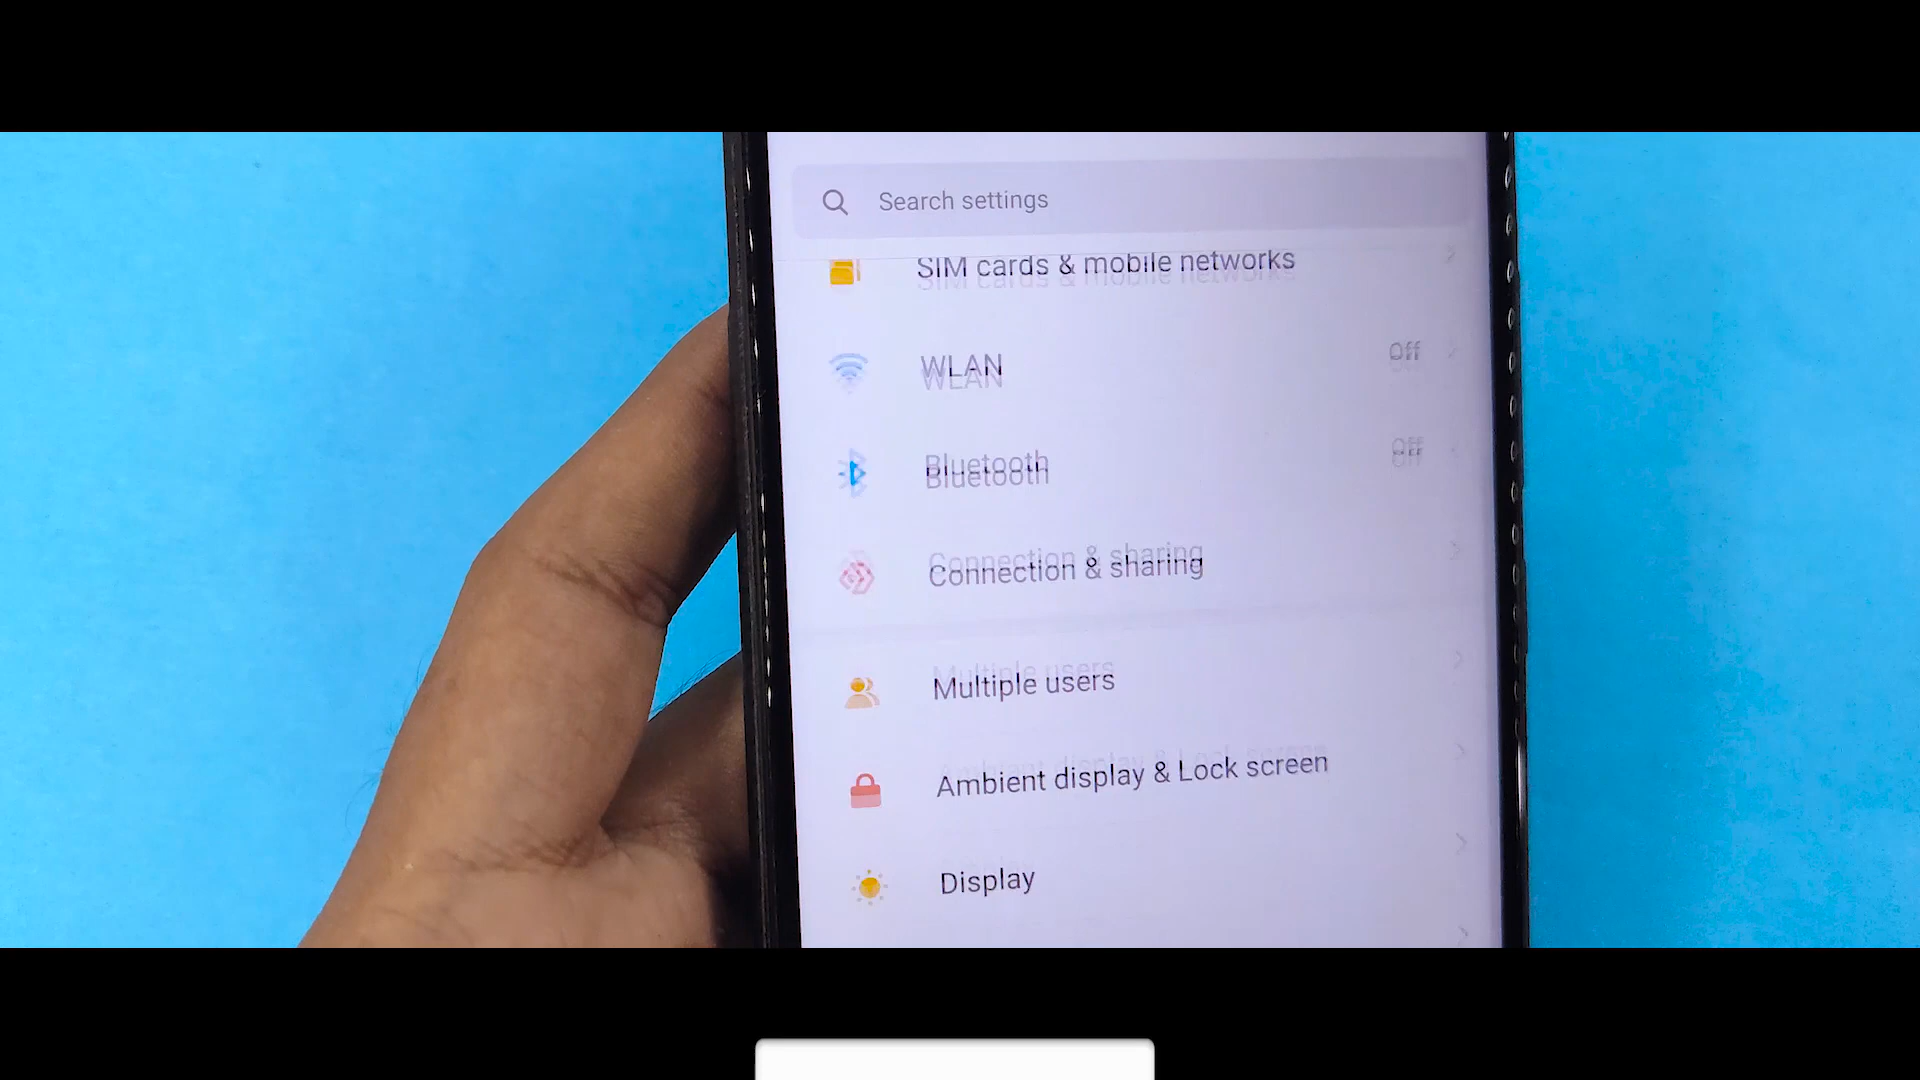 Search settings
SIM cards & mobile networks
WLAN Off
Bluetooth Off
Connection & sharing
Multiple users
Ambient display & Lock screen
Display